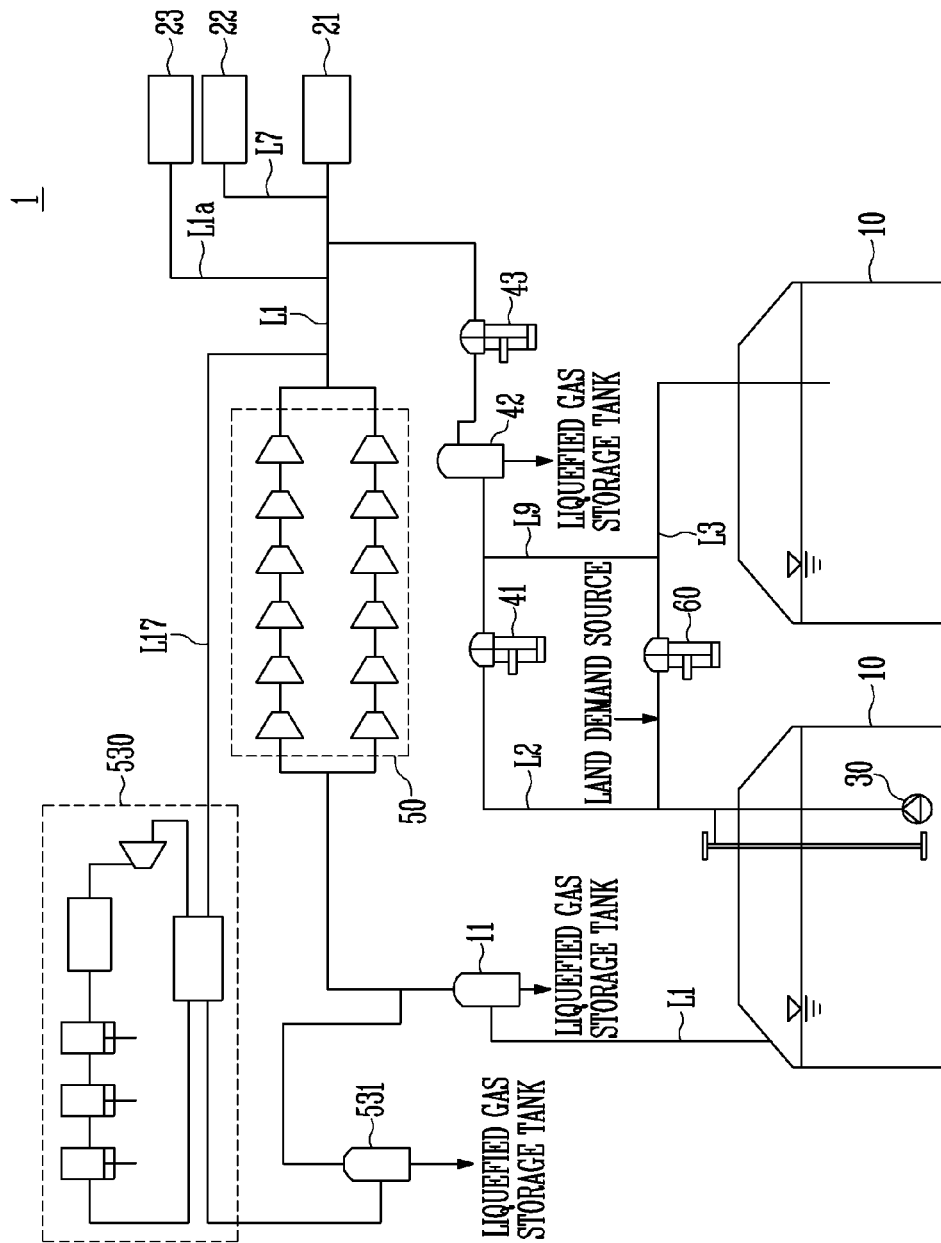 1
530
L17
L1
L1a
L7
23
22
21
50
43
42
LIQUEFIED GAS
STORAGE TANK
L9
41
L2
LAND DEMAND SOURCE
60
L3
10
10
30
11
LIQUEFIED GAS
STORAGE TANK
L1
531
LIQUEFIED GAS
STORAGE TANK